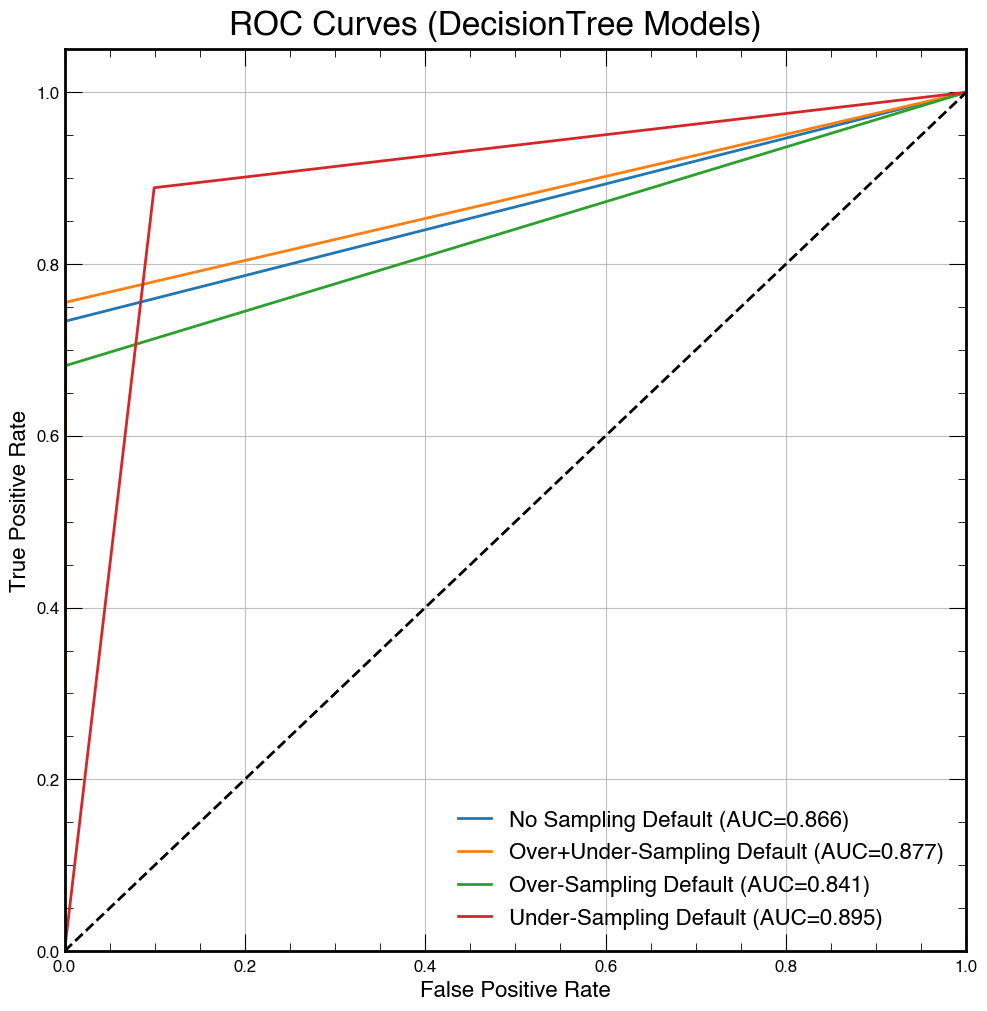 ROC Curves (DecisionTree Models)
True Positive Rate
1.0
0.8
0.6
0.4
0.2
0.0
No Sampling Default (AUC=0.866)
Over+Under-Sampling Default (AUC=0.877)
Over-Sampling Default (AUC=0.841)
Under-Sampling Default (AUC=0.895)
0.0 0.2 0.4 0.6 0.8 1.0
False Positive Rate